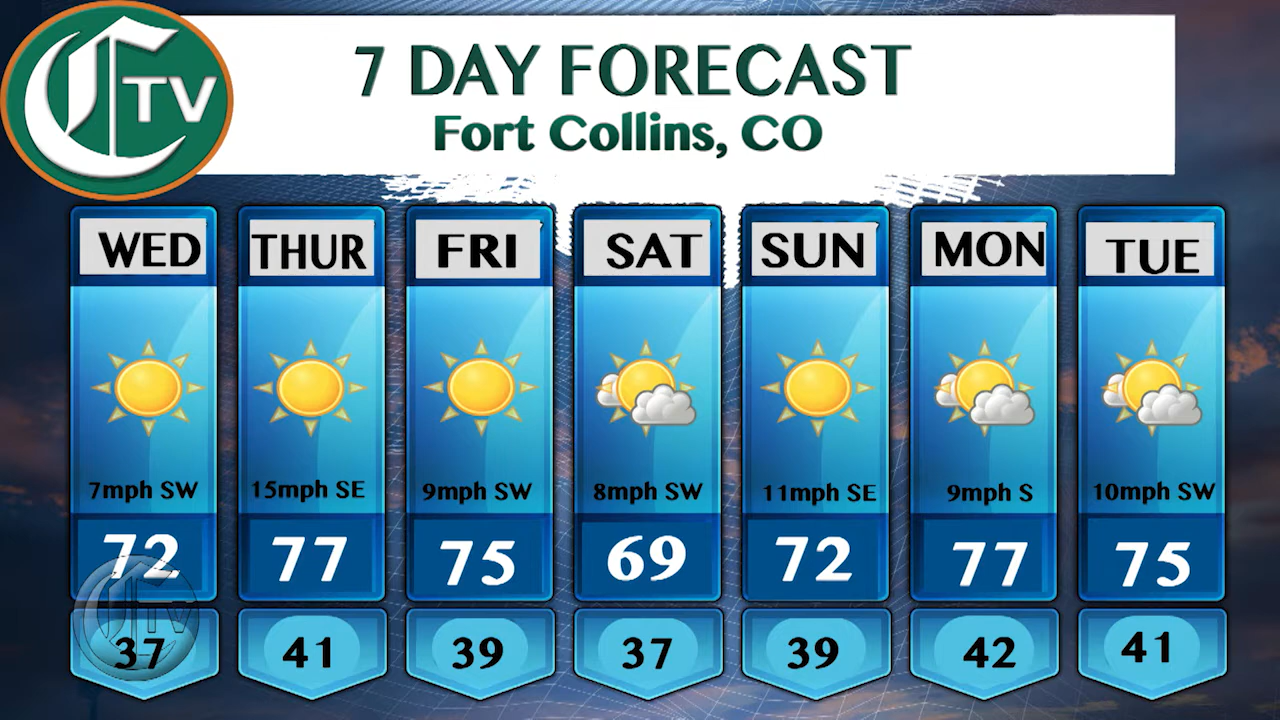 CTV
7 DAY FORECAST
Fort Collins, CO
WED THUR FRI SAT SUN MON TUE
7mph SW 15mph SE 9mph SW 8mph SW 11mph SE 9mph S 10mph SW
72 77 75 69 72 77 75
CTV
37 41 39 37 39 42 41